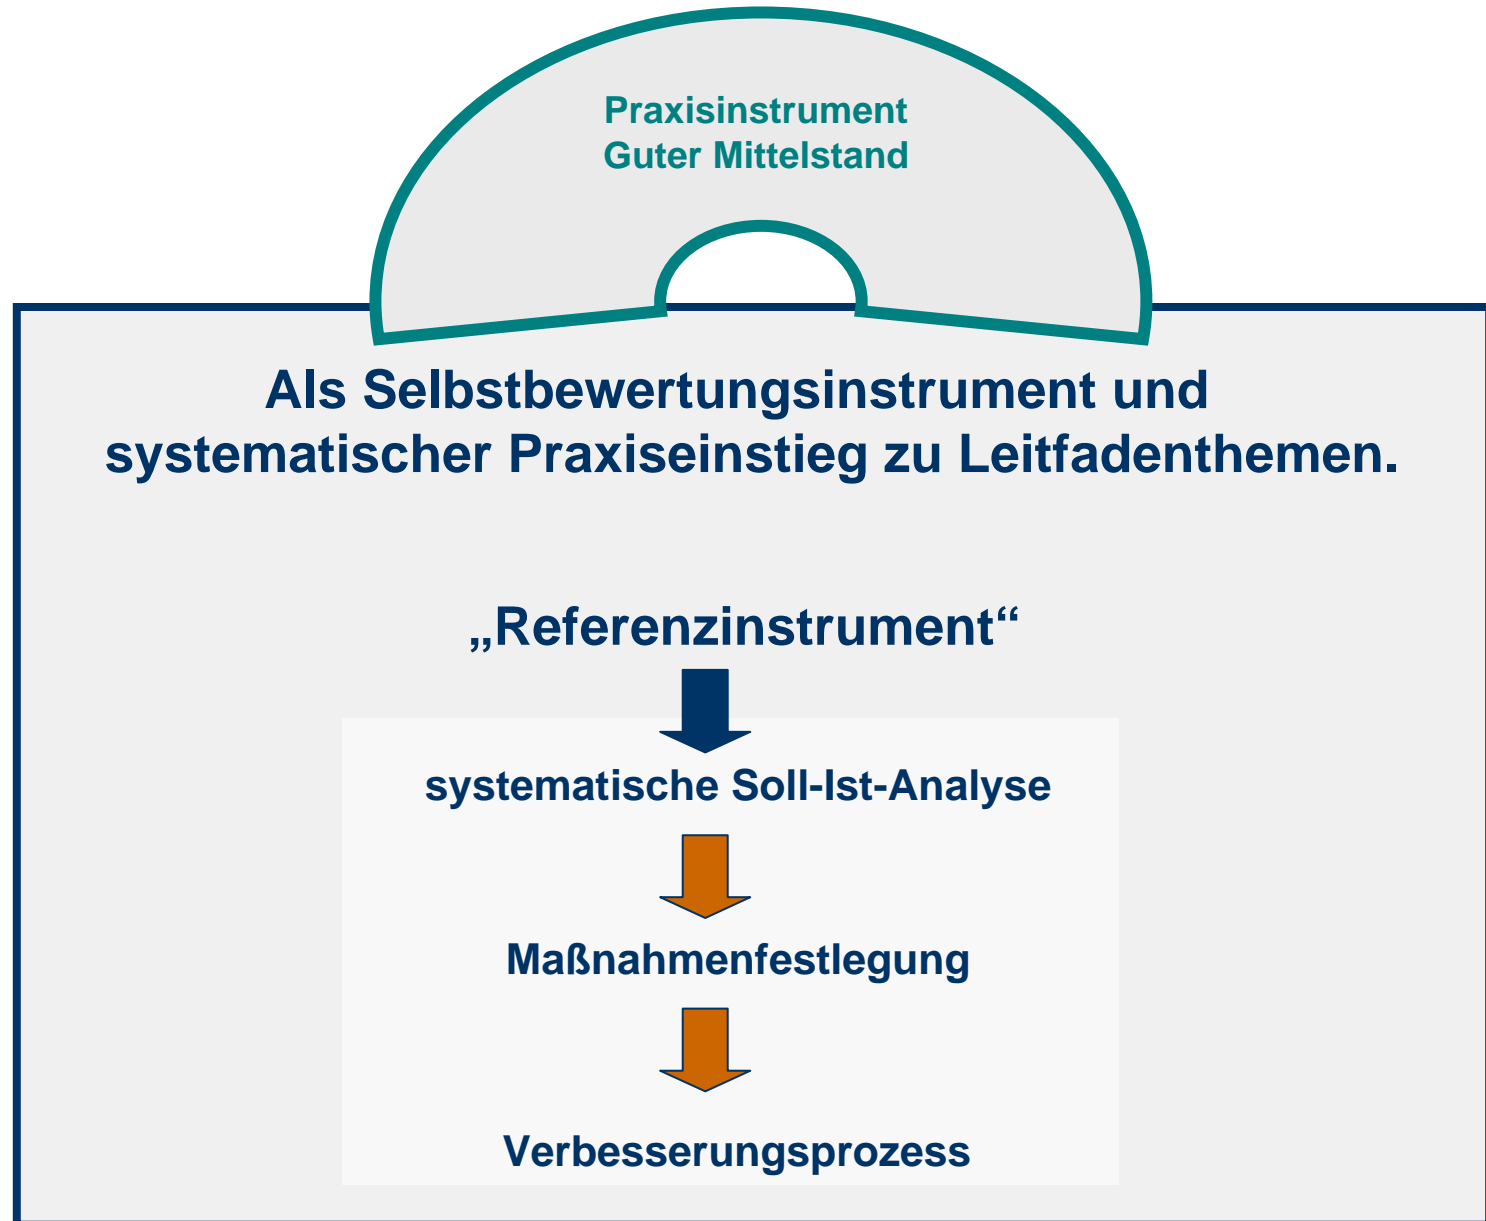 Praxisinstrument
Guter Mittelstand
Als Selbstbewertungsinstrument und
systematischer Praxiseinstieg zu Leitfadenthemen.
„Referenzinstrument“
systematische Soll-Ist-Analyse
Maßnahmenfestlegung
Verbesserungsprozess